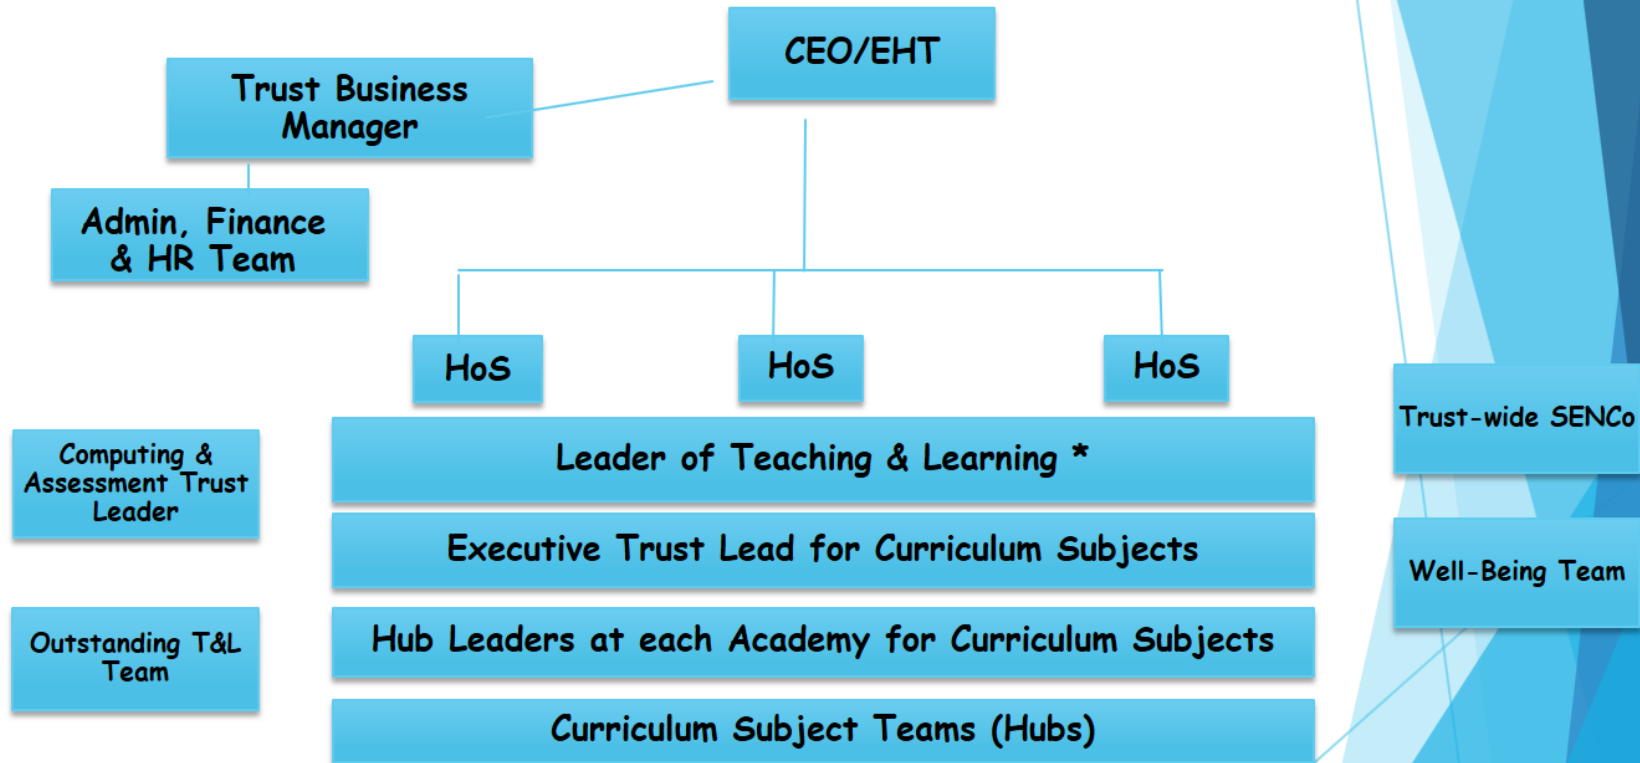 CEO/EHT
Trust Business
Manager
Admin, Finance
& HR Team
HoS
HoS
HoS
Leader of Teaching & Learning *
Executive Trust Lead for Curriculum Subjects
Hub Leaders at each Academy for Curriculum Subjects
Curriculum Subject Teams (Hubs)
Computing &
Assessment Trust
Leader
Outstanding T&L
Team
Trust-wide SENCo
Well-Being Team